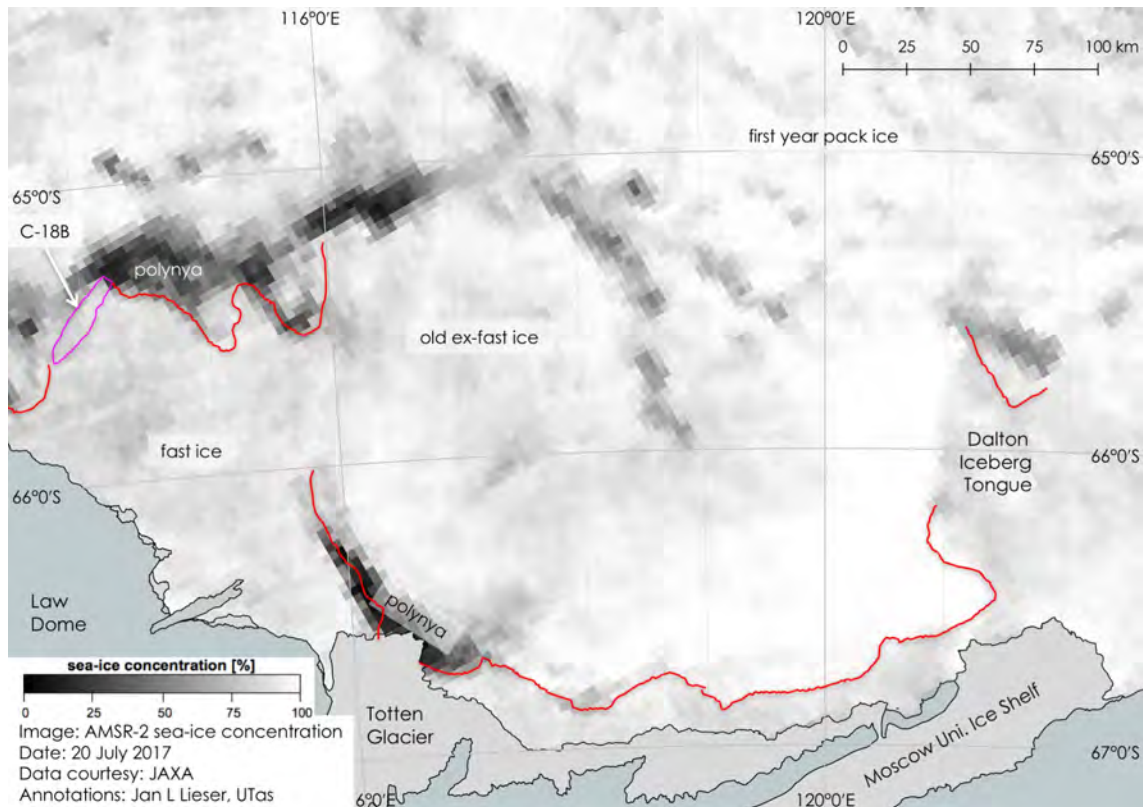 116°0'E
120°0'E
0 25 50 75 100 km
first year pack ice
65°0'S
65°0'S
C-18B
polynya
old ex-fast ice
fast ice
Dalton
Iceberg
Tongue
66°0'S
66°0'S
Law
Dome
polynya
sea-ice concentration [%]
0 25 50 75 100
Totten
Glacier
Moscow Uni. Ice Shelf
67°0'S
Image: AMSR-2 sea-ice concentration
Date: 20 July 2017
Data courtesy: JAXA
Annotations: Jan L Lieser, UTas
6°0'E
120°0'E